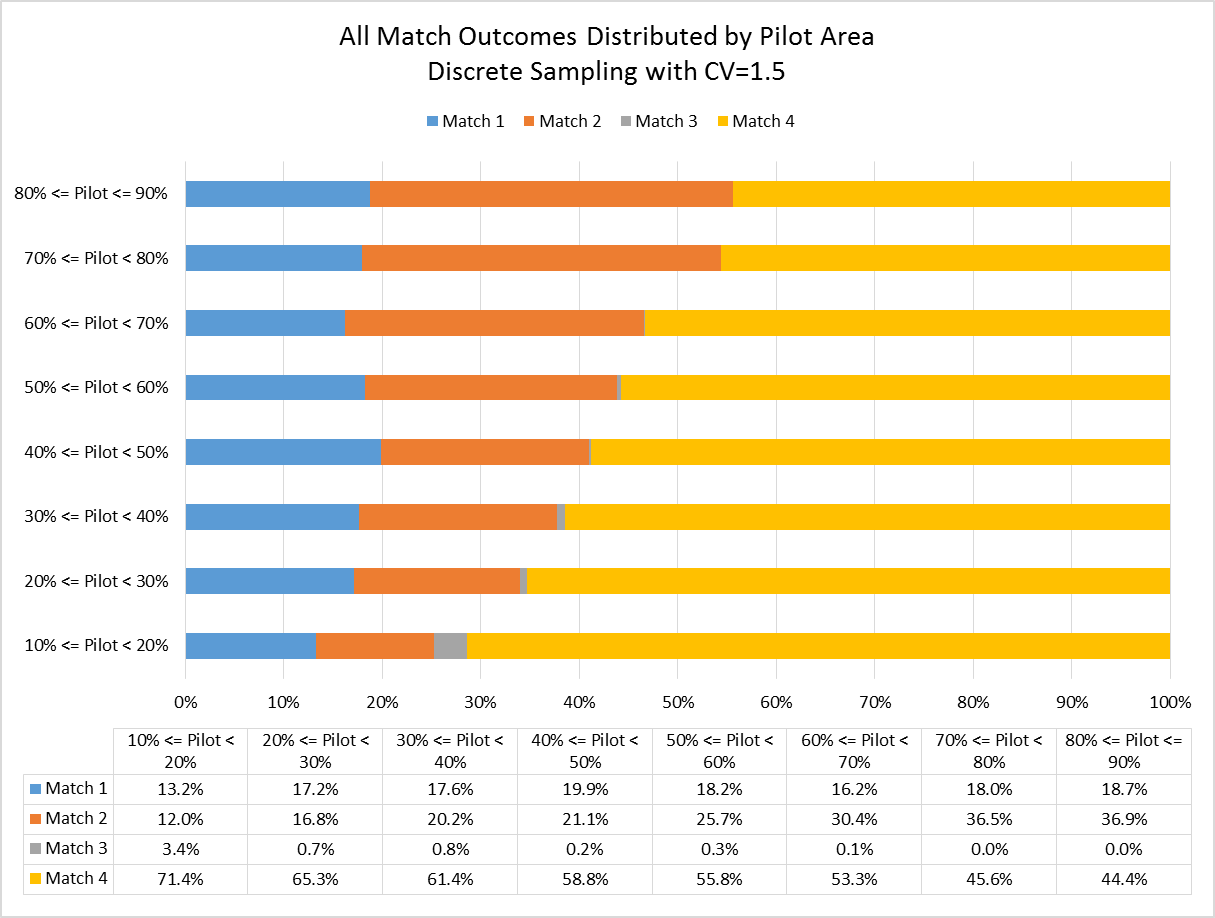 All Match Outcomes Distributed by Pilot Area
Discrete Sampling with CV=1.5
Match 1 Match 2 Match 3 Match 4
80% <= Pilot <= 90%
70% <= Pilot < 80%
60% <= Pilot < 70%
50% <= Pilot < 60%
40% <= Pilot < 50%
30% <= Pilot < 40%
20% <= Pilot < 30%
10% <= Pilot < 20%
0% 10% 20% 30% 40% 50% 60% 70% 80% 90% 100%
10% <= Pilot < 20% <= Pilot < 30% <= Pilot < 40% <= Pilot < 50% <= Pilot < 60% <= Pilot < 70% <= Pilot < 80% <= Pilot <=
20% 30% 40% 50% 60% 70% 80% 90%
Match 1 13.2% 17.2% 17.6% 19.9% 18.2% 16.2% 18.0% 18.7%
Match 2 12.0% 16.8% 20.2% 21.1% 25.7% 30.4% 36.5% 36.9%
Match 3 3.4% 0.7% 0.8% 0.2% 0.3% 0.1% 0.0% 0.0%
Match 4 71.4% 65.3% 61.4% 58.8% 55.8% 53.3% 45.6% 44.4%